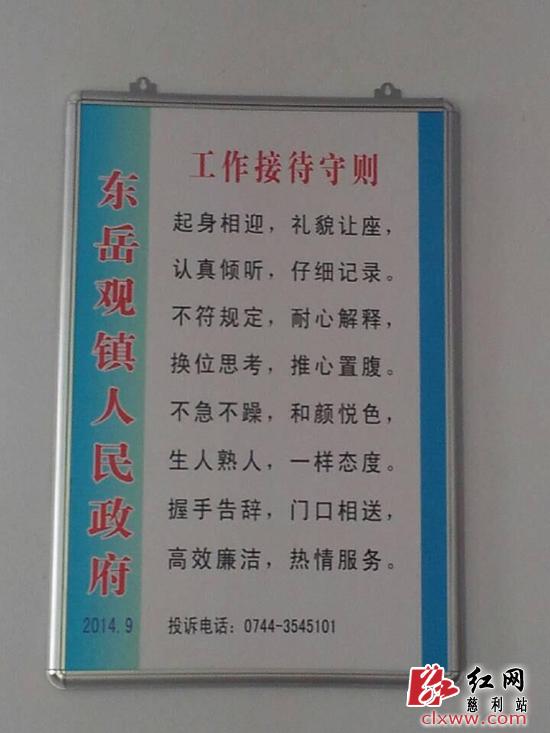 东岳观镇人民政府
2014.9
工作接待守则
起身相迎，礼貌让座，
认真倾听，仔细记录。
不符规定，耐心解释，
换位思考，推心置腹。
不急不躁，和颜悦色，
生人熟人，一样态度。
握手告辞，门口相送，
高效廉洁，热情服务。
投诉电话：0744-3545101
红网
慈利站
clxww.com